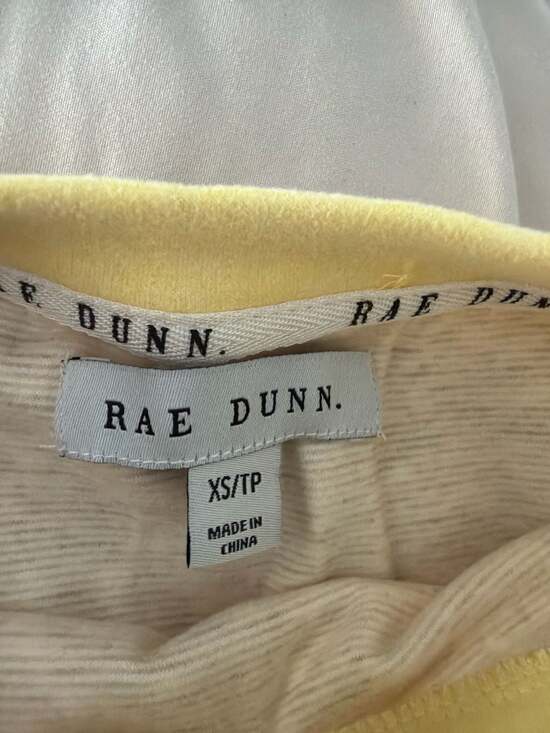 E DUNN. RAE DUN
RAE DUNN.
XS/TP
MADE IN
CHINA